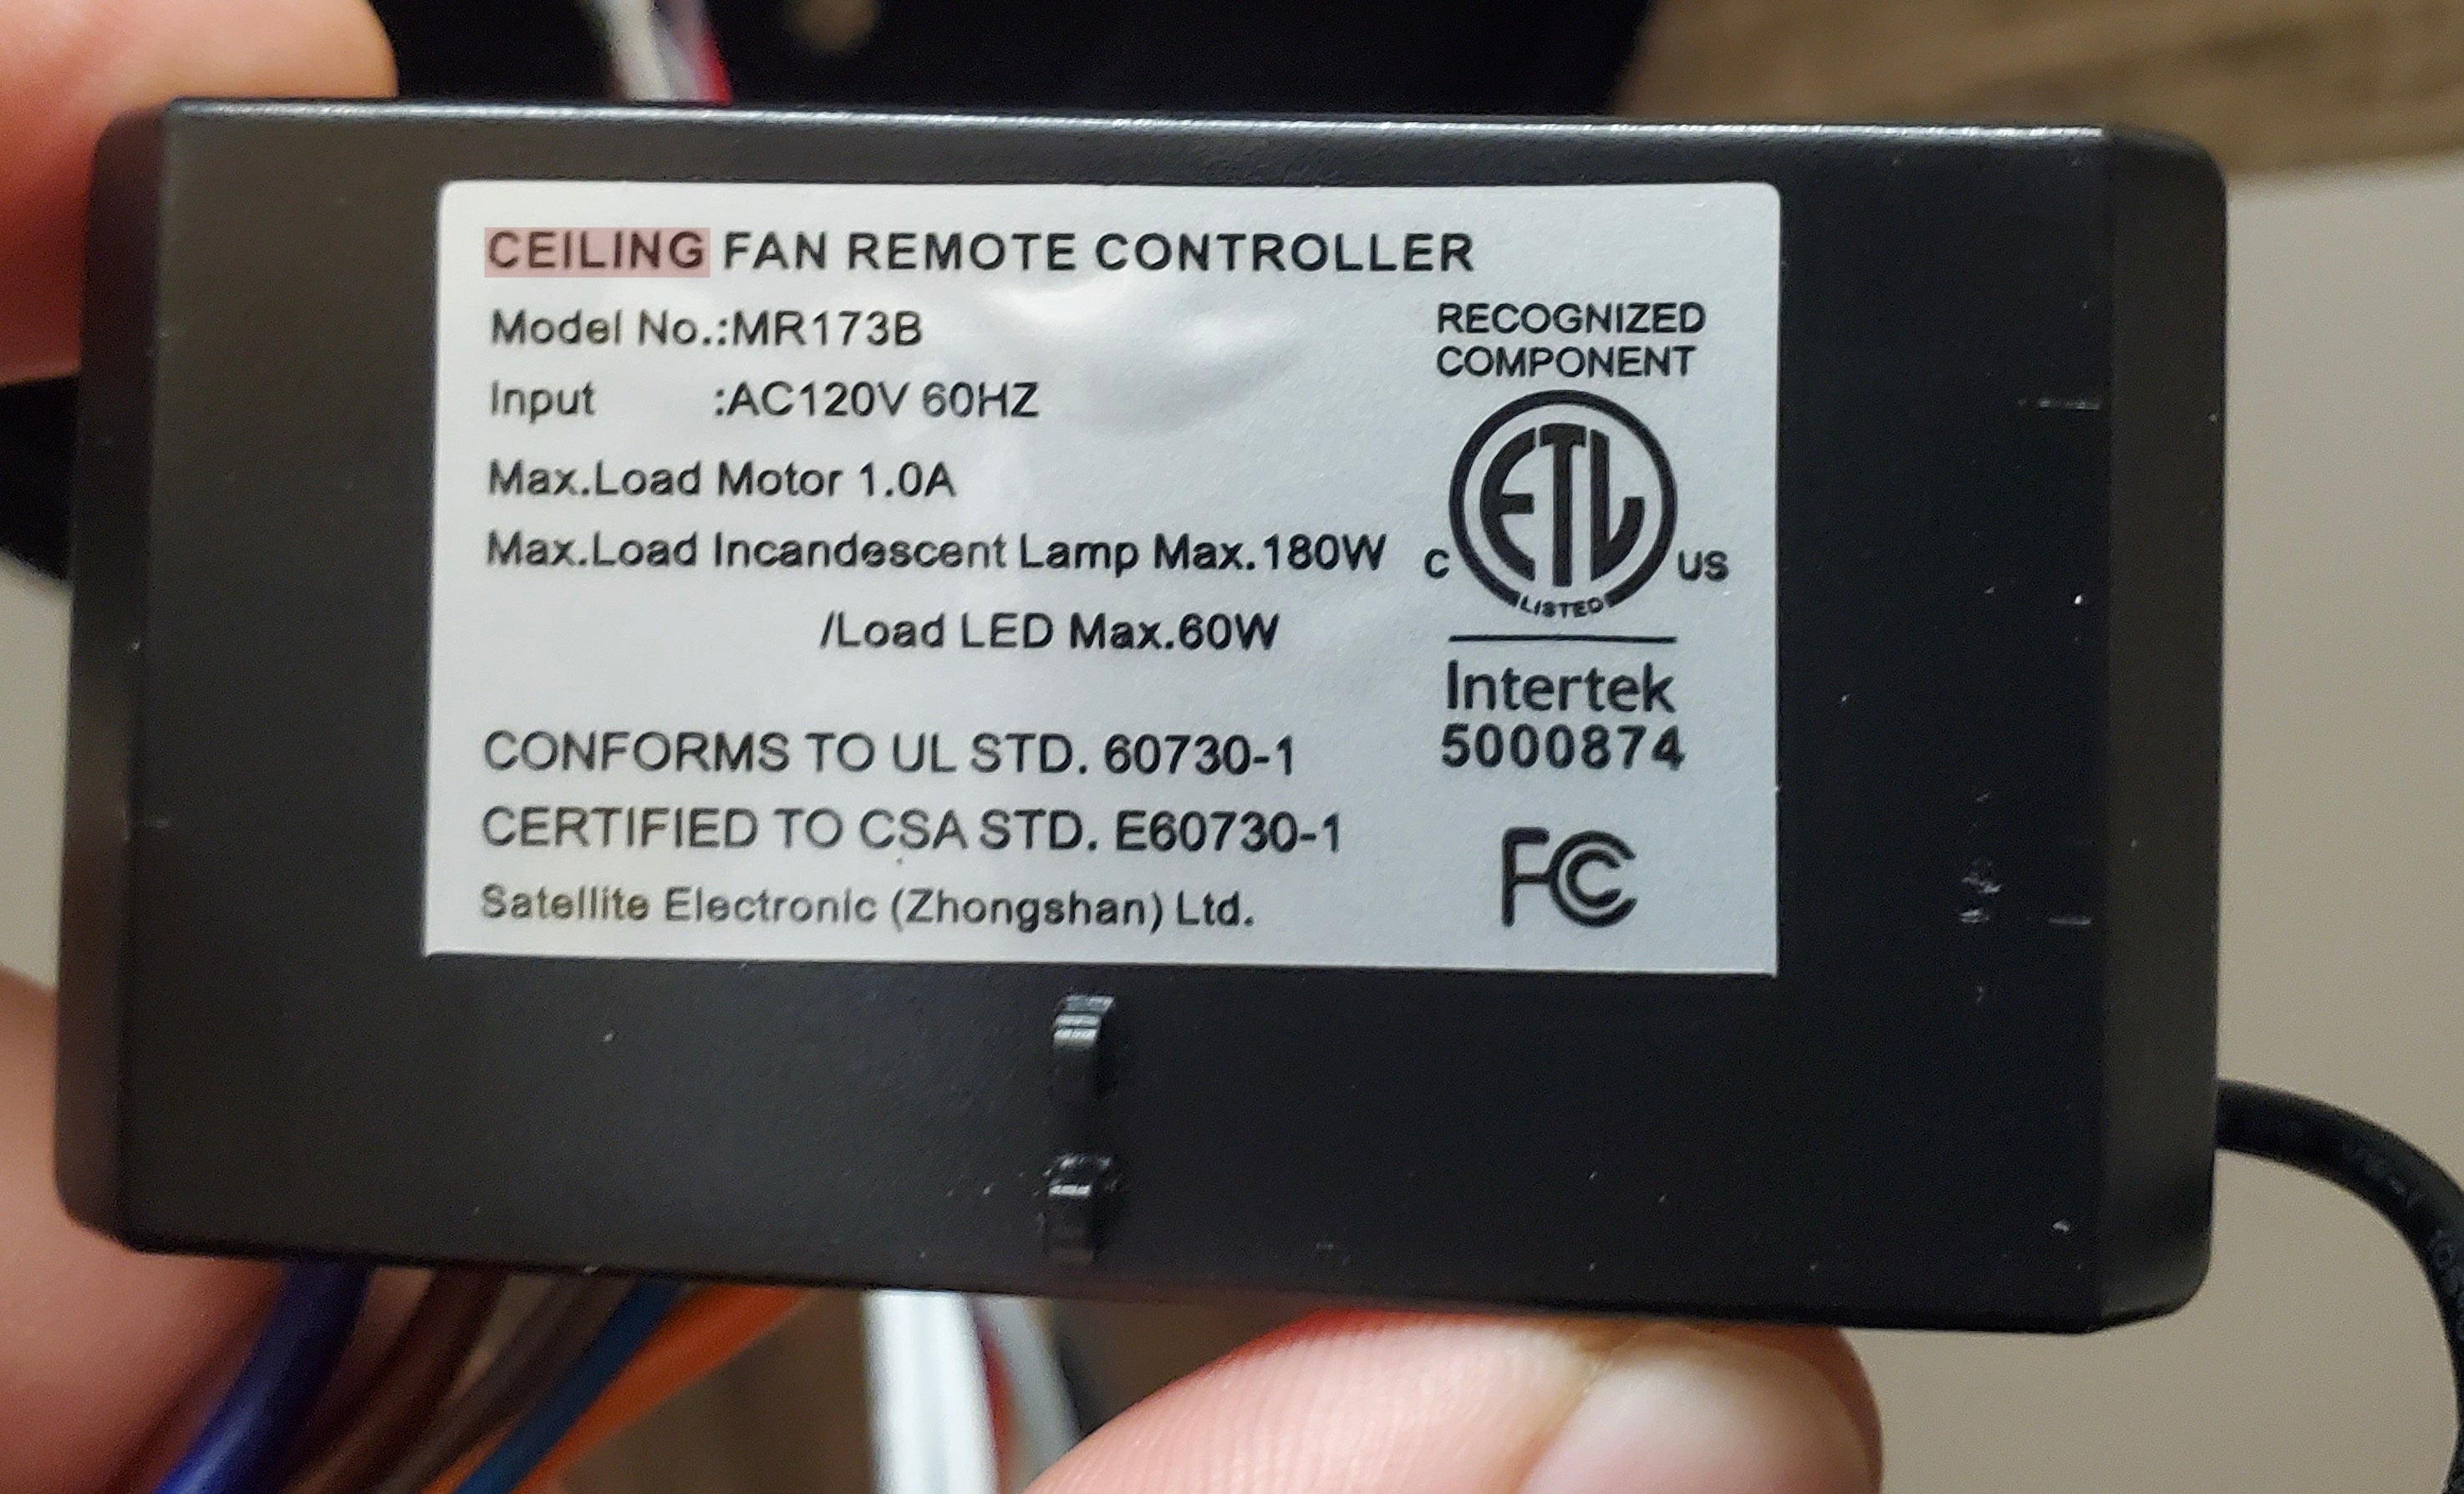 CEILING FAN REMOTE CONTROLLER
Model No.:MR173B
Input :AC120V 60HZ
Max.Load Motor 1.0A
Max.Load Incandescent Lamp Max.180W
/Load LED Max.60W
CONFORMS TO UL STD. 60730-1
CERTIFIED TO CSA STD. E60730-1
Satellite Electronic (Zhongshan) Ltd.
RECOGNIZED
COMPONENT
C ETL US
LISTED
Intertek
5000874
FC